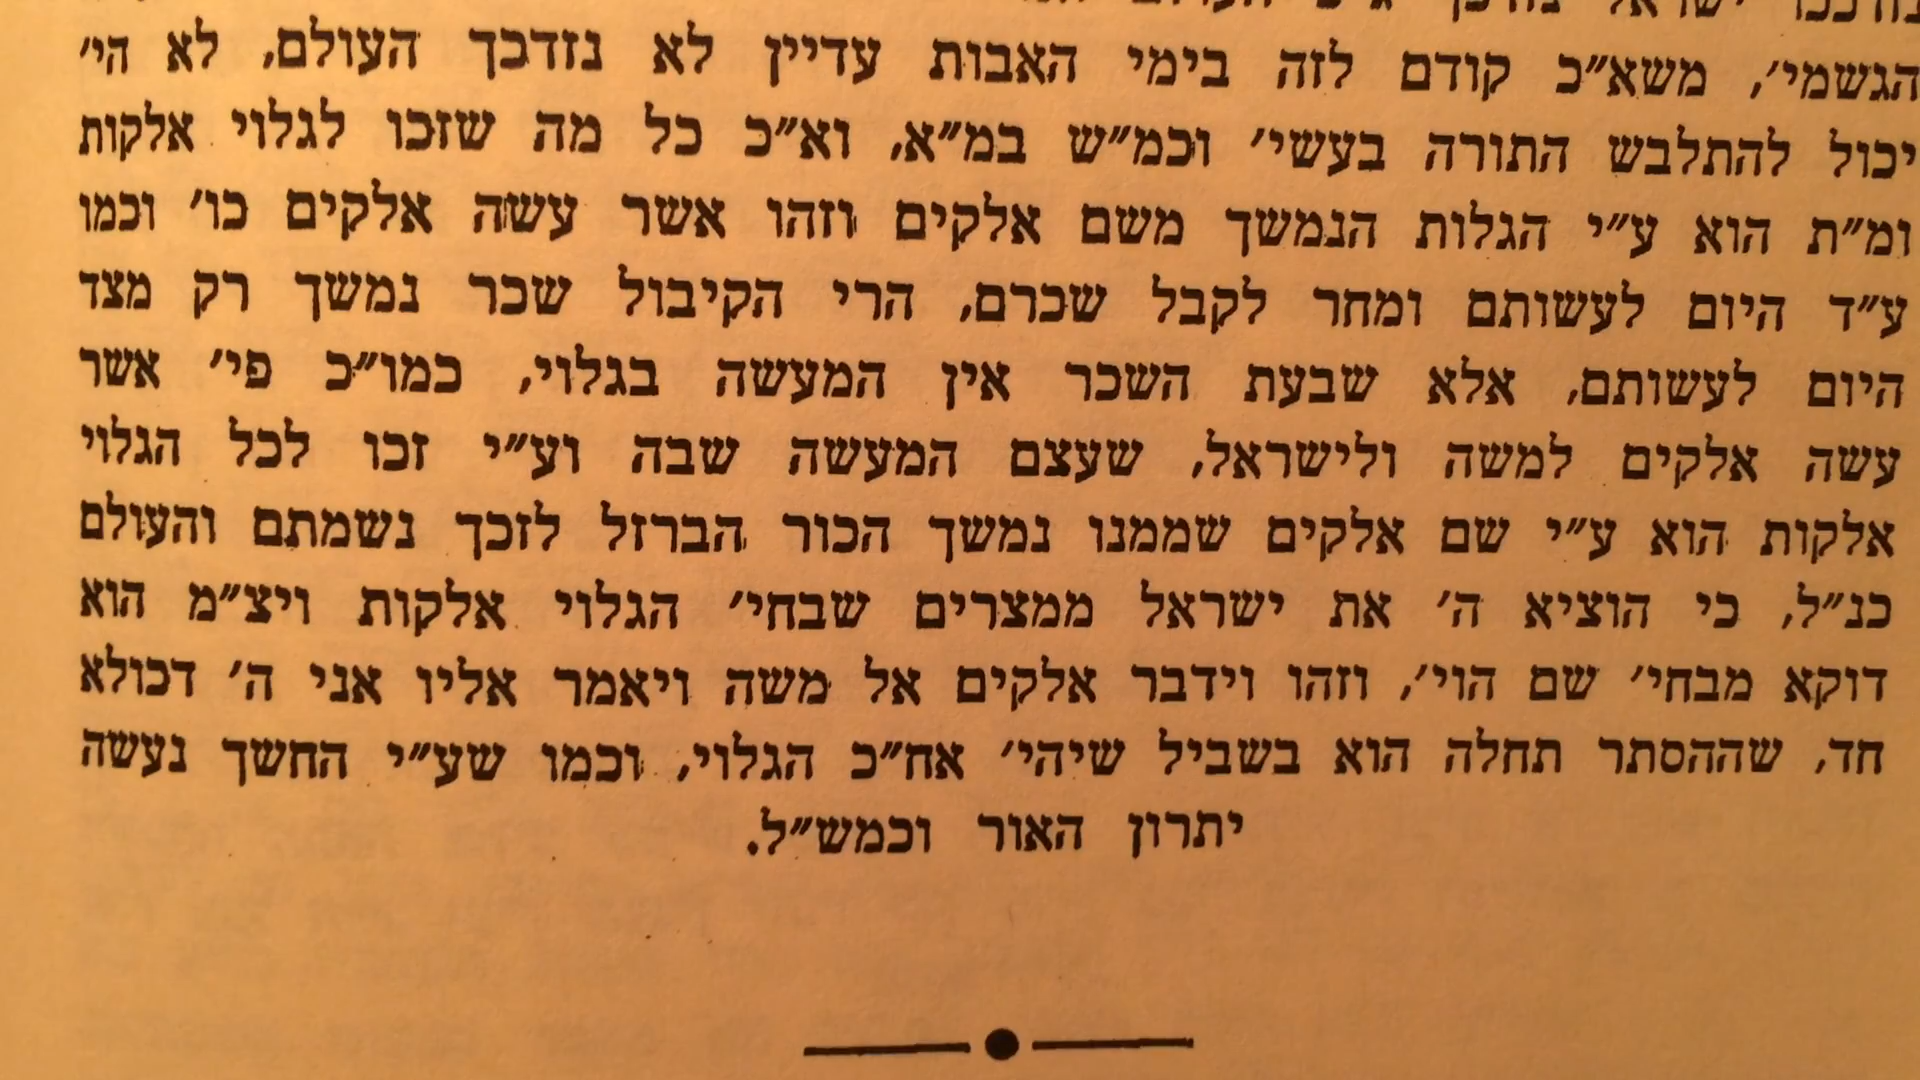 הגשמי׳, משא״כ קודם לזה בימי האבות עדיין לא נזדכך העולם, לא הי׳
יכול להתלבש התורה בעשי׳ וכמ״ש במ״א, וא״כ כל מה שזכו לגלוי אלקות
ומ״ת הוא ע״י הגלות הנמשך משם אלקים וזהו אשר עשה אלקים כו׳ וכמו
ע״ד היום לעשותם ומחר לקבל שכרם, הרי הקיבול שכר נמשך רק מצד
היום לעשותם, אלא שבעת השכר אין המעשה בגלוי, כמו״כ פי׳ אשר
עשה אלקים למשה ולישראל, שעצם המעשה שבה וע״י זכו לכל הגלוי
אלקות הוא ע״י שם אלקים שממנו נמשך הכור הברזל לזכך נשמתם והעולם
כנ״ל, כי הוציא ה׳ את ישראל ממצרים שבחי׳ הגלוי אלקות ויצ״מ הוא
דוקא מבחי׳ שם הוי׳, וזהו וידבר אלקים אל משה ויאמר אליו אני ה׳ דכולא
חד, שההסתר תחלה הוא בשביל שיהי׳ אח״כ הגלוי, וכמו שע״י החשך נעשה
יתרון האור וכמש״ל.